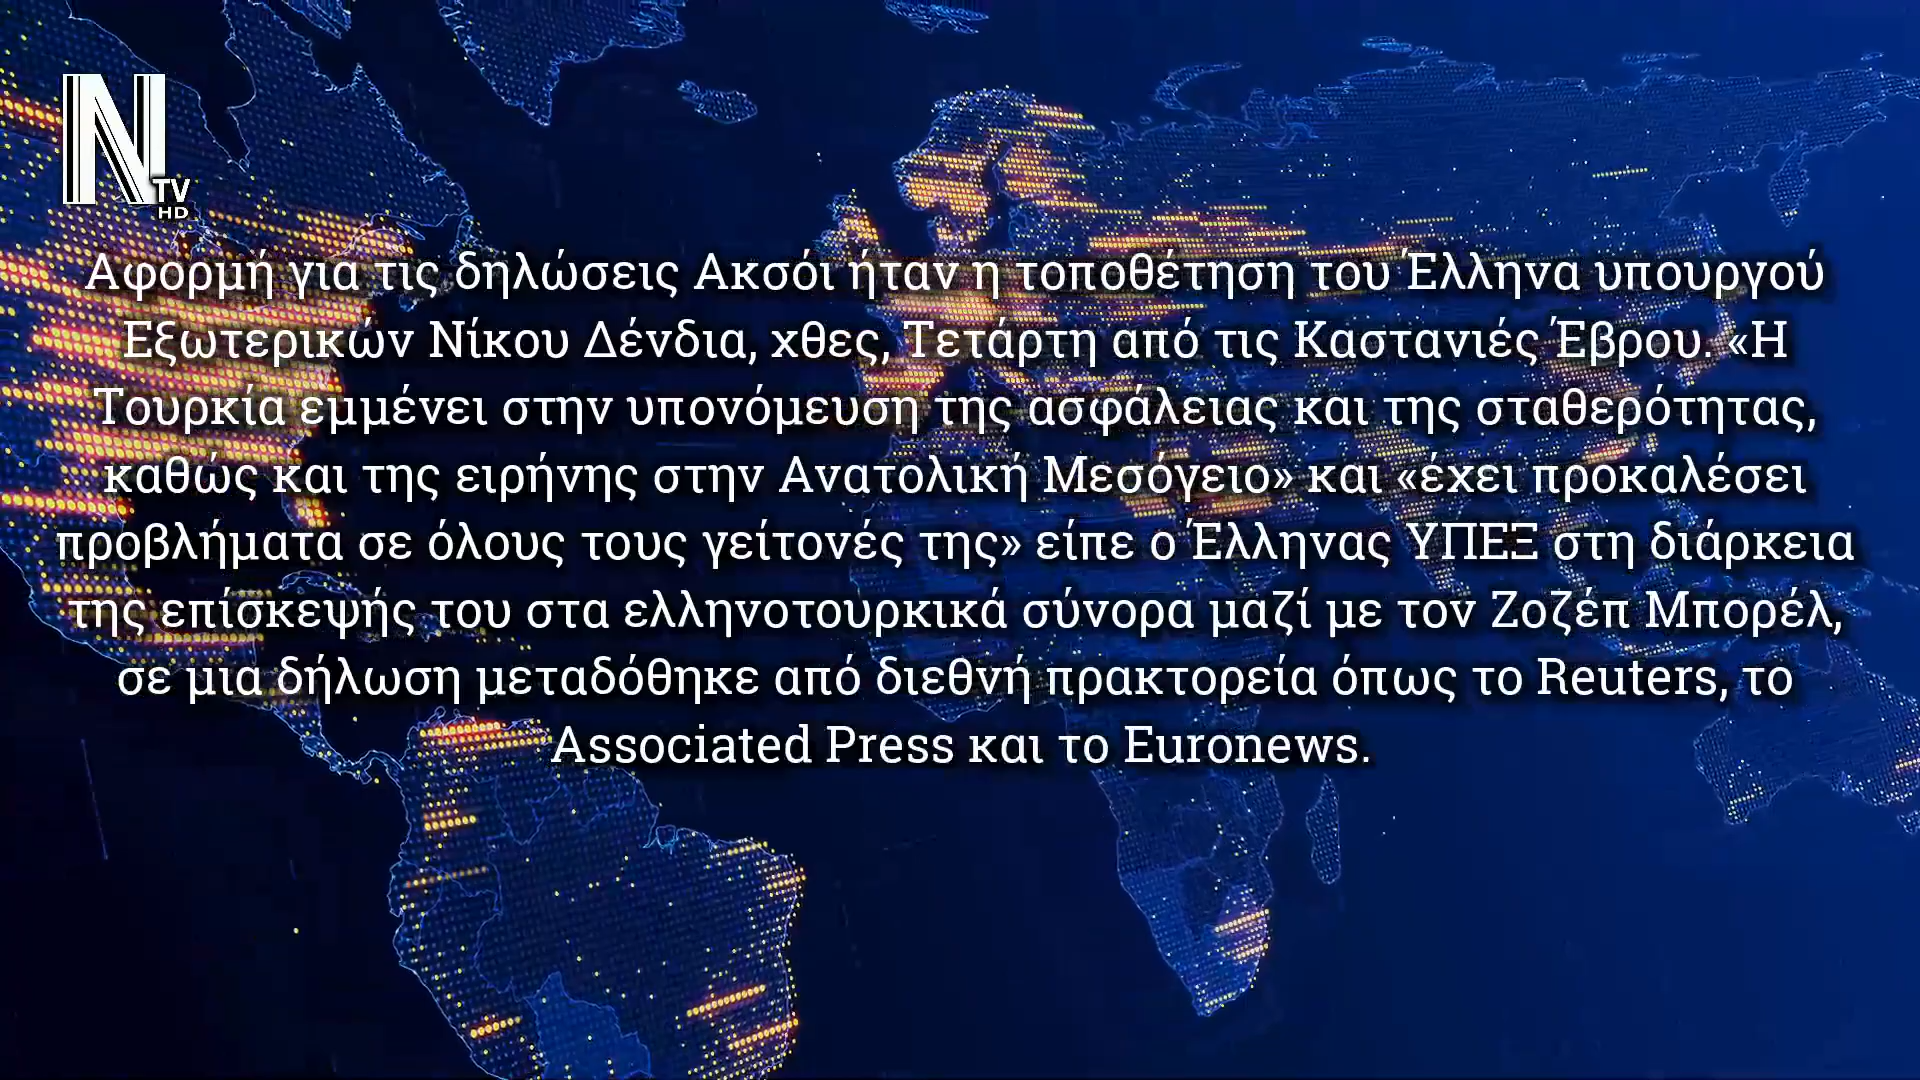 N
TV
HD
Αφορμή για τις δηλώσεις Ακσόι ήταν η τοποθέτηση του Έλληνα υπουργού
Εξωτερικών Νίκου Δένδια, χθες, Τετάρτη από τις Καστανιές Έβρου. «Η
Τουρκία εμμένει στην υπονόμευση της ασφάλειας και της σταθερότητας,
καθώς και της ειρήνης στην Ανατολική Μεσόγειο» και «έχει προκαλέσει
προβλήματα σε όλους τους γείτονές της» είπε ο Έλληνας ΥΠΕΞ στη διάρκεια
της επίσκεψής του στα ελληνοτουρκικά σύνορα μαζί με τον Ζοζέπ Μπορέλ,
σε μια δήλωση μεταδόθηκε από διεθνή πρακτορεία όπως το Reuters, το
Associated Press και το Euronews.